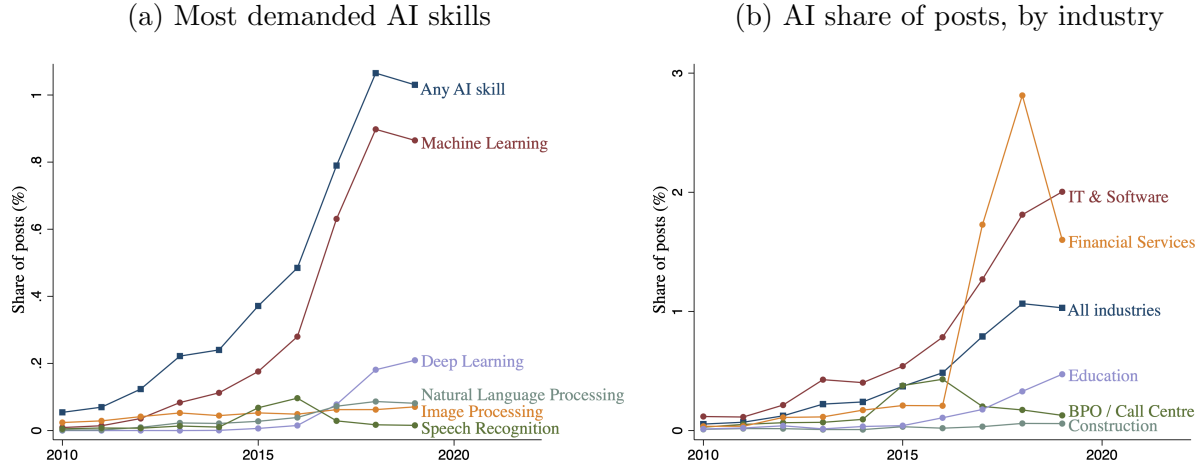 (a) Most demanded AI skills
Share of posts (%)
1
.8
.6
.4
.2
0
2010
2015
2020
Any AI skill
Machine Learning
Deep Learning
Natural Language Processing
Image Processing
Speech Recognition
(b) AI share of posts, by industry
Share of posts (%)
3
2
1
0
2010
2015
2020
IT & Software
Financial Services
All industries
Education
BPO / Call Centre
Construction